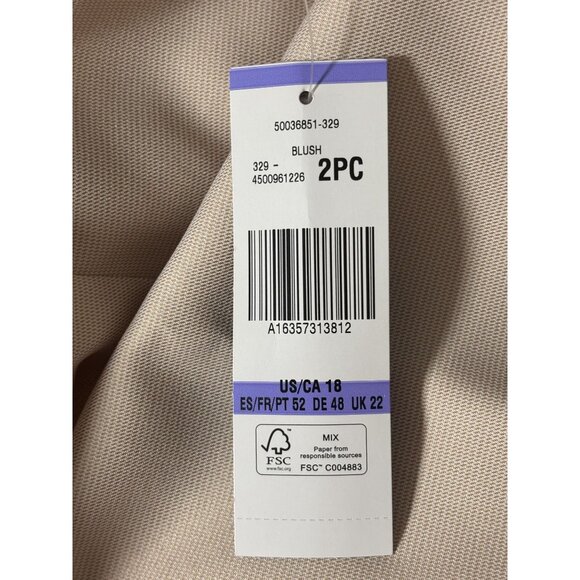 50036851-329
BLUSH
329 -
4500961226 2PC
A16357313812
US/CA 18
ES/FR/PT 52 DE 48 UK 22
FSC
www.fsc.org
MIX
Paper from
responsible sources
FSC™ C004883